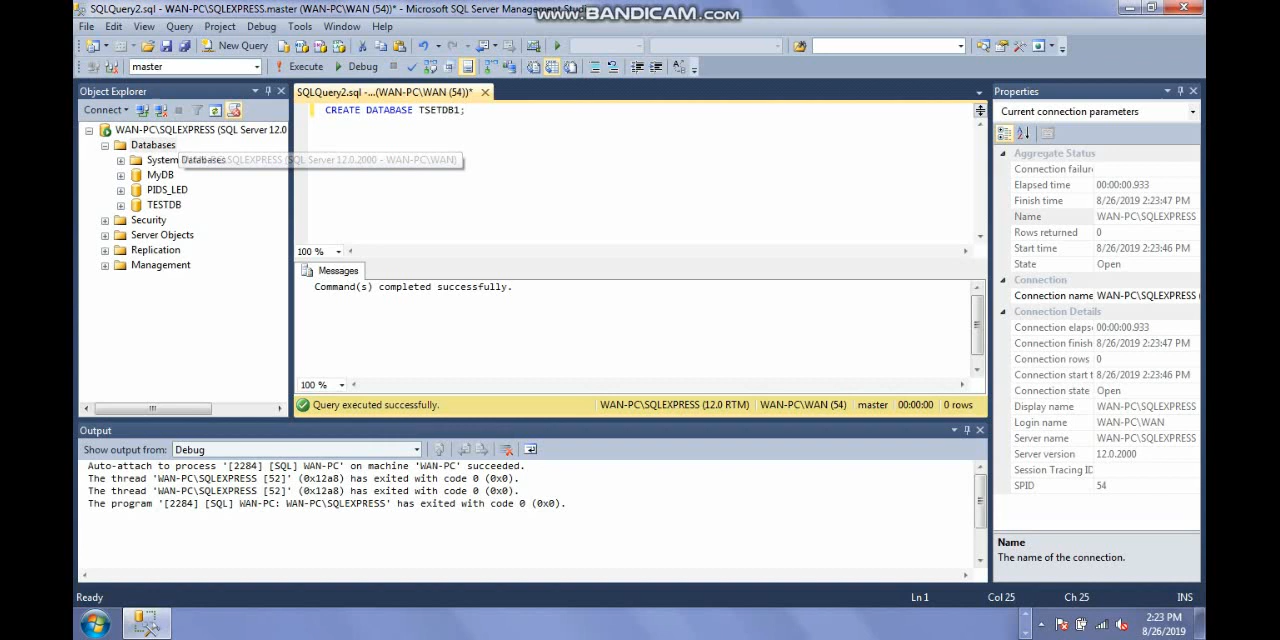 SQLQuery2.sql - WAN-PC\SQLEXPRESS.master (WAN-PC\WAN (54))* - Microsoft SQL Server Management Studio
www.BANDICAM.com
File Edit View Query Project Debug Tools Window Help
New Query
master Execute Debug
Object Explorer
Connect
WAN-PC\SQLEXPRESS (SQL Server 12.0
Databases
System Databases
SQLEXPRESS (SQL Server 12.0.2000 - WAN-PC\WAN)
MyDB
PIDS_LED
TESTDB
Security
Server Objects
Replication
Management
SQLQuery2.sql -...(WAN-PC\WAN (54))*
CREATE DATABASE TSETDB1;
100 %
Messages
Command(s) completed successfully.
100 %
Query executed successfully. WAN-PC\SQLEXPRESS (12.0 RTM) WAN-PC\WAN (54) master 00:00:00 0 rows
Properties
Current connection parameters
Aggregate Status
Connection failure
Elapsed time 00:00:00.933
Finish time 8/26/2019 2:23:47 PM
Name WAN-PC\SQLEXPRESS
Rows returned 0
Start time 8/26/2019 2:23:46 PM
State Open
Connection
Connection name WAN-PC\SQLEXPRESS (
Connection Details
Connection elaps 00:00:00.933
Connection finish 8/26/2019 2:23:47 PM
Connection rows 0
Connection start t 8/26/2019 2:23:46 PM
Connection state Open
Display name WAN-PC\SQLEXPRESS
Login name WAN-PC\WAN
Server name WAN-PC\SQLEXPRESS
Server version 12.0.2000
Session Tracing ID
SPID 54
Name
The name of the connection.
Output
Show output from: Debug
Auto-attach to process '[2284] [SQL] WAN-PC' on machine 'WAN-PC' succeeded.
The thread 'WAN-PC\SQLEXPRESS [52]' (0x12a8) has exited with code 0 (0x0).
The thread 'WAN-PC\SQLEXPRESS [52]' (0x12a8) has exited with code 0 (0x0).
The program '[2284] [SQL] WAN-PC: WAN-PC\SQLEXPRESS' has exited with code 0 (0x0).
Ready Ln 1 Col 25 Ch 25 INS
2:23 PM
8/26/2019